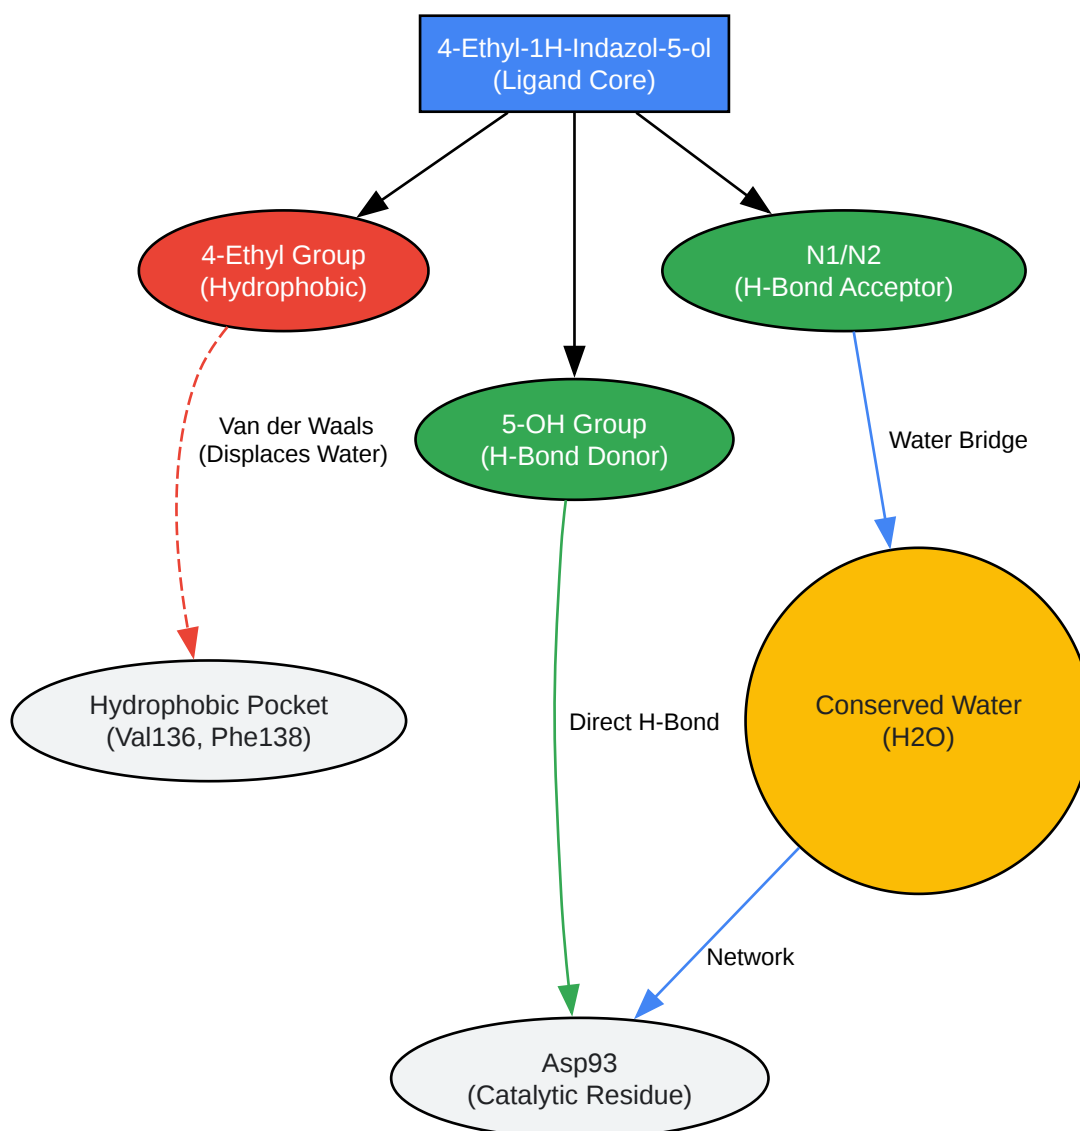 4-Ethyl-1H-Indazol-5-ol
(Ligand Core)
4-Ethyl Group
(Hydrophobic)
N1/N2
(H-Bond Acceptor)
Van der Waals
(Displaces Water)
5-OH Group
(H-Bond Donor)
Water Bridge
Hydrophobic Pocket
(Val136, Phe138)
Direct H-Bond
Conserved Water
(H2O)
Network
Asp93
(Catalytic Residue)